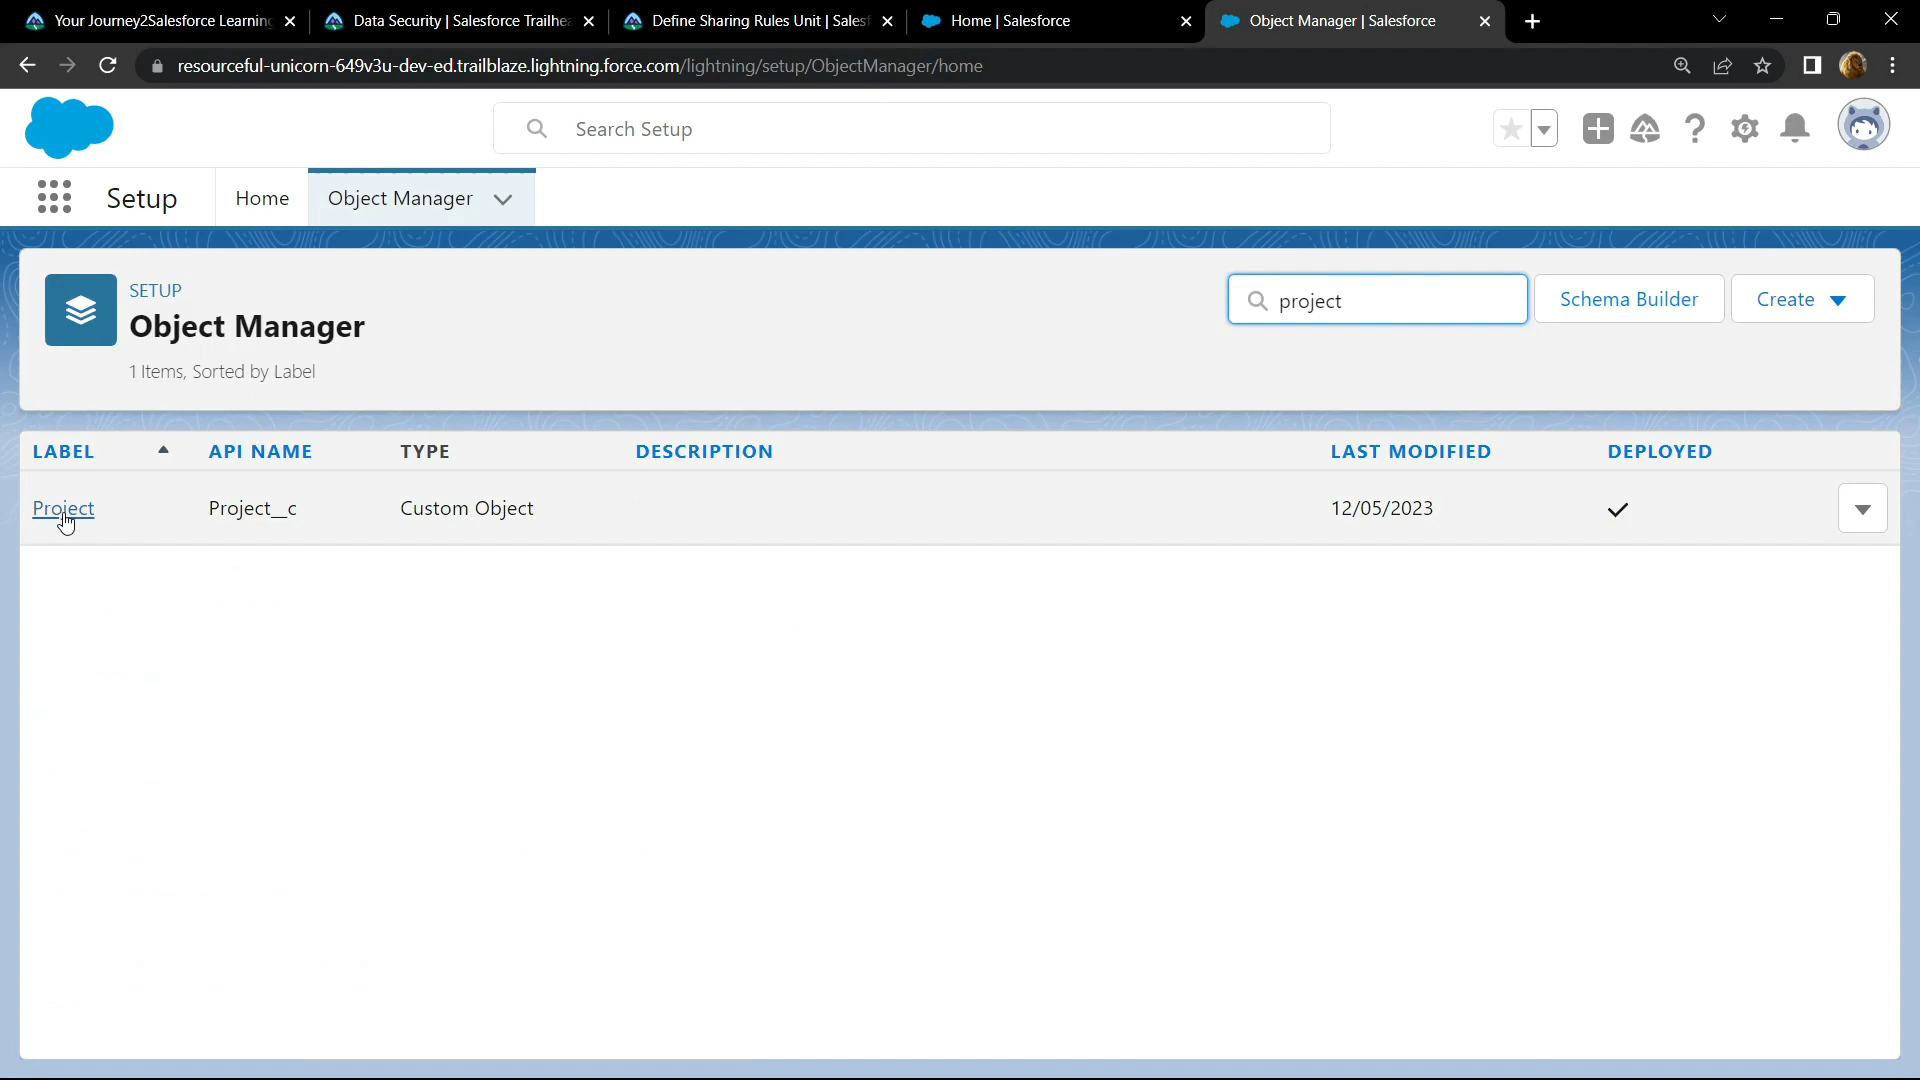 Your Journey2Salesforce Learning
Data Security | Salesforce Trailhe
Define Sharing Rules Unit | Salesf
Home | Salesforce
Object Manager | Salesforce
resourceful-unicorn-649v3u-dev-ed.trailblaze.lightning.force.com/lightning/setup/ObjectManager/home
Search Setup
Setup
Home
Object Manager
SETUP
Object Manager
1 Items, Sorted by Label
project
Schema Builder
Create
LABEL API NAME TYPE DESCRIPTION LAST MODIFIED DEPLOYED
Project Project__c Custom Object 12/05/2023